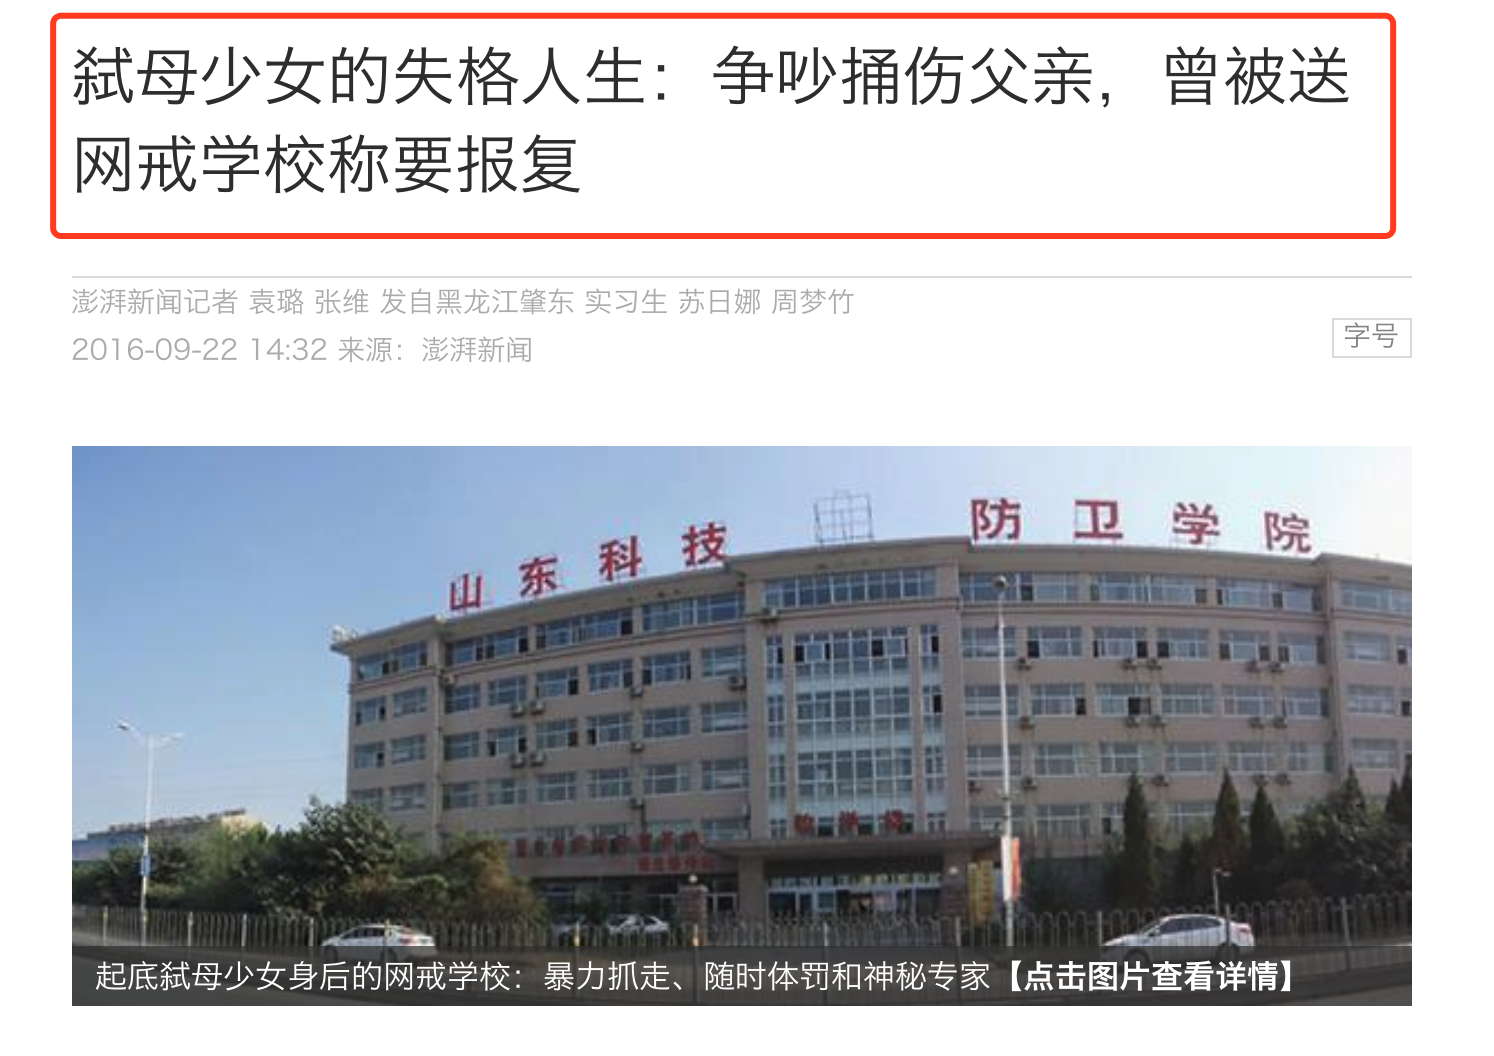 弑母少女的失格人生：争吵捅伤父亲，曾被送
网戒学校称要报复
澎湃新闻记者 袁璐 张维 发自黑龙江肇东 实习生 苏日娜 周梦竹
2016-09-22 14:32 来源：澎湃新闻
字号
山东科技 防卫学院
起底弑母少女身后的网戒学校：暴力抓走、随时体罚和神秘专家【点击图片查看详情】